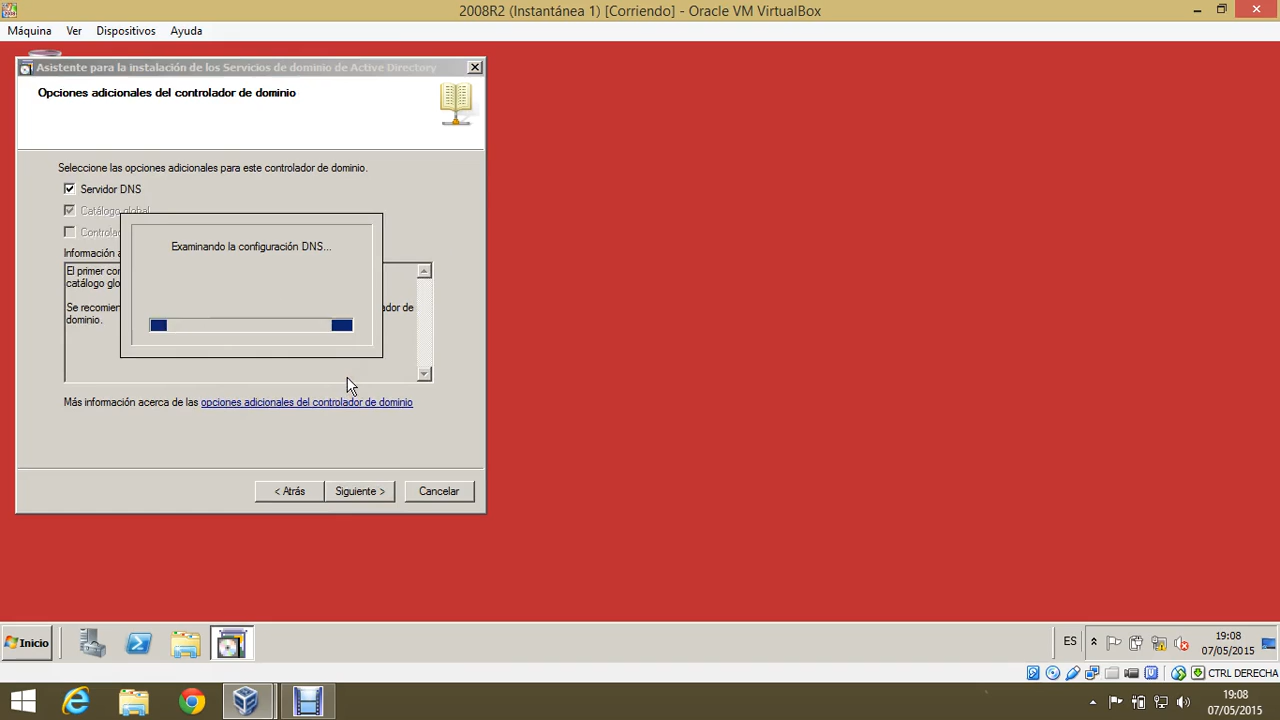 2008R2 (Instantánea 1) [Corriendo] - Oracle VM VirtualBox
Máquina Ver Dispositivos Ayuda
Asistente para la instalación de los Servicios de dominio de Active Directory
Opciones adicionales del controlador de dominio
Seleccione las opciones adicionales para este controlador de dominio.
Servidor DNS
Catálogo global
Información
Examinando la configuración DNS...
El primer
catálogo
Se ador de
dominio.
Más información acerca de las opciones adicionales del controlador de dominio
< Atrás Siguiente > Cancelar
Inicio ES 19:08
07/05/2015
CTRL DERECHA
19:08
07/05/2015